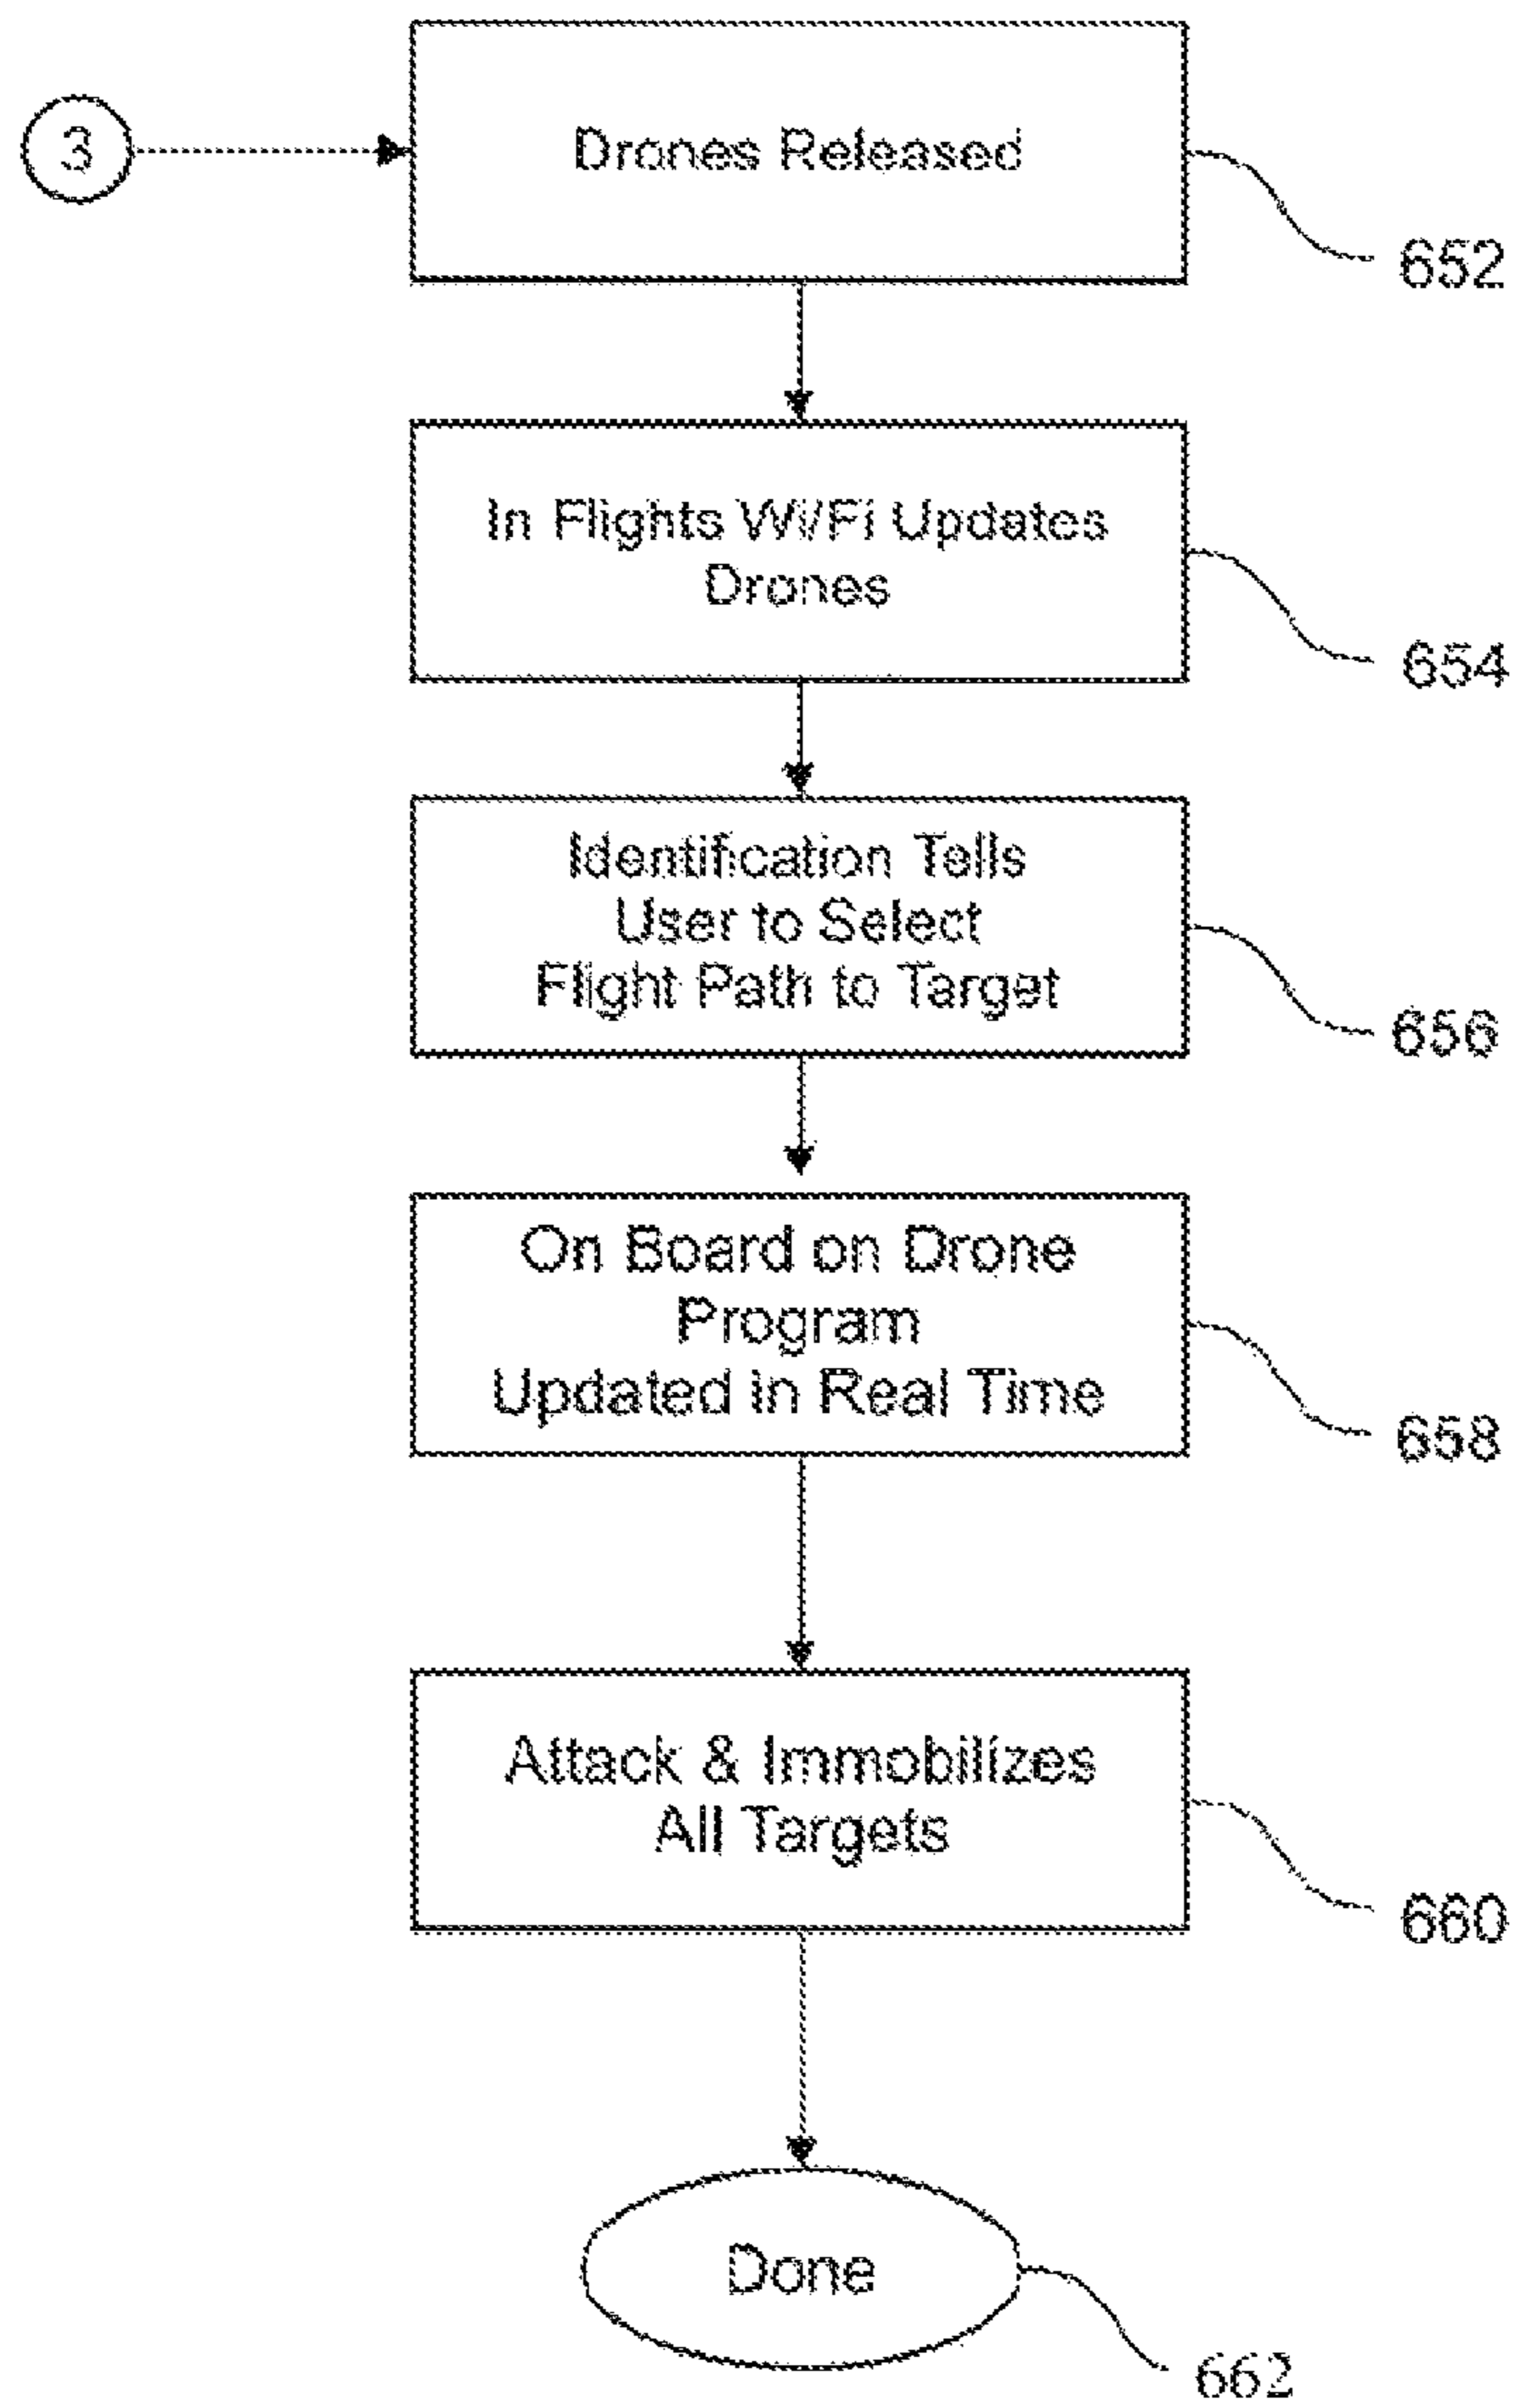 3
Drones Released
652
In Flights Wi/Fi Updates
Drones
654
Identification Tells
User to Select
Flight Path to Target
656
On Board on Drone
Program
Updated in Real Time
658
Attack & Immobilizes
All Targets
660
Done
662